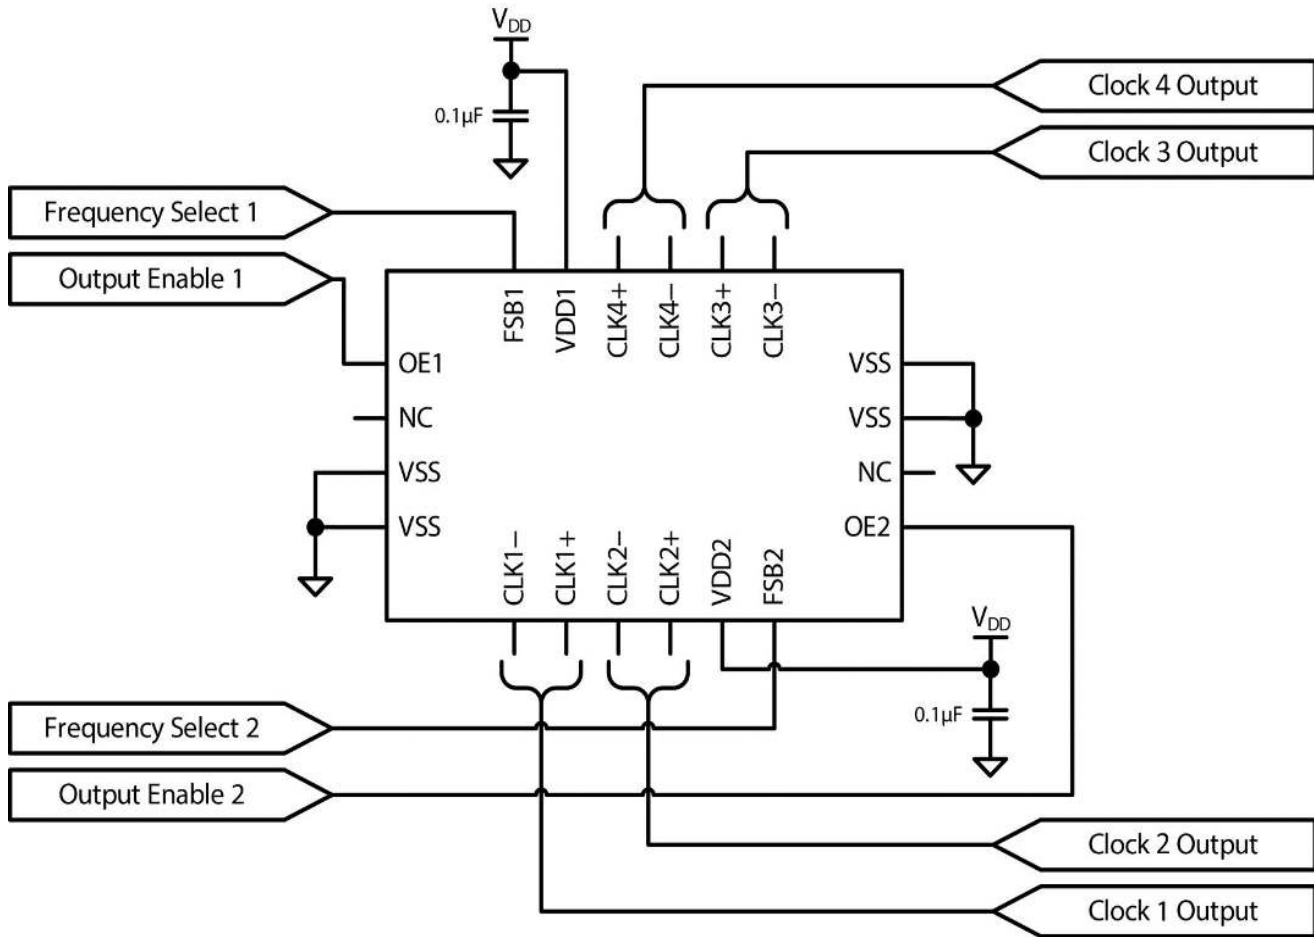 VDD
Clock 4 Output
0.1µF
Clock 3 Output
Frequency Select 1
Output Enable 1
FSB1
VDD1
CLK4+
CLK4−
CLK3+
CLK3−
OE1
VSS
NC
VSS
VSS
NC
VSS
OE2
CLK1−
CLK1+
CLK2−
CLK2+
VDD2
FSB2
VDD
0.1µF
Frequency Select 2
Output Enable 2
Clock 2 Output
Clock 1 Output